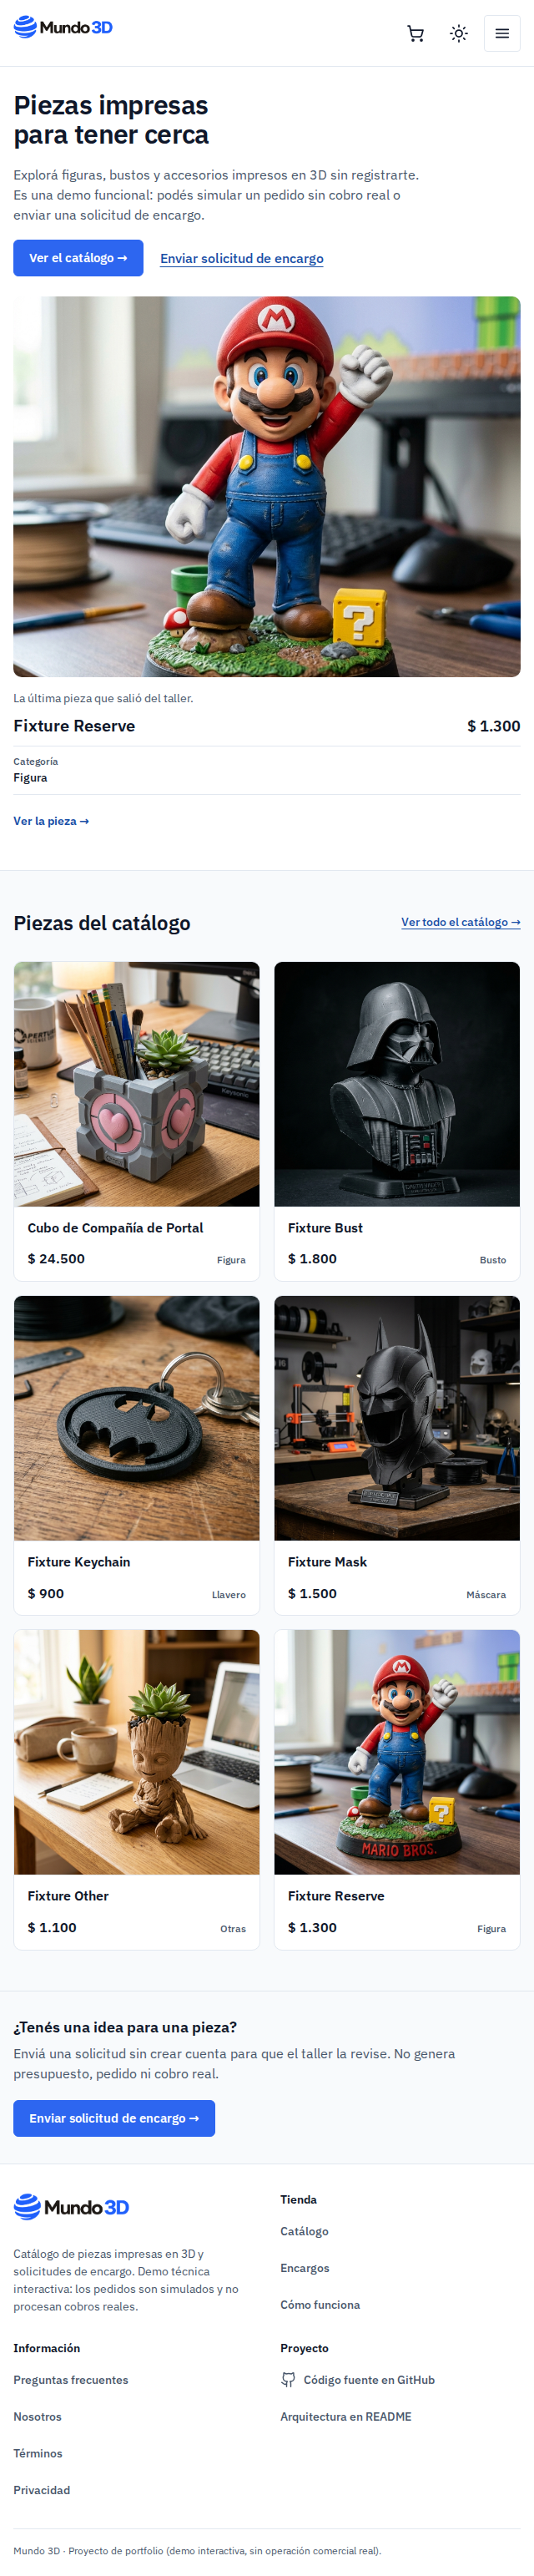 Mundo 3D
Piezas impresas
para tener cerca
Explorá figuras, bustos y accesorios impresos en 3D sin registrarte.
Es una demo funcional: podés simular un pedido sin cobro real o
enviar una solicitud de encargo.
Ver el catálogo →
Enviar solicitud de encargo
M
?
La última pieza que salió del taller.
Fixture Reserve
$ 1.300
Categoría
Figura
Ver la pieza →
Piezas del catálogo
Ver todo el catálogo →
Cubo de Compañía de Portal
$ 24.500
Figura
Fixture Bust
$ 1.800
Busto
Fixture Keychain
$ 900
Llavero
Fixture Mask
$ 1.500
Máscara
M
?
MARIO BROS.
Fixture Other
$ 1.100
Otras
Fixture Reserve
$ 1.300
Figura
¿Tenés una idea para una pieza?
Enviá una solicitud sin crear cuenta para que el taller la revise. No genera
presupuesto, pedido ni cobro real.
Enviar solicitud de encargo →
Mundo 3D
Catálogo de piezas impresas en 3D y
solicitudes de encargo. Demo técnica
interactiva: los pedidos son simulados y no
procesan cobros reales.
Tienda
Catálogo
Encargos
Cómo funciona
Información
Preguntas frecuentes
Nosotros
Términos
Privacidad
Proyecto
Código fuente en GitHub
Arquitectura en README
Mundo 3D · Proyecto de portfolio (demo interactiva, sin operación comercial real).